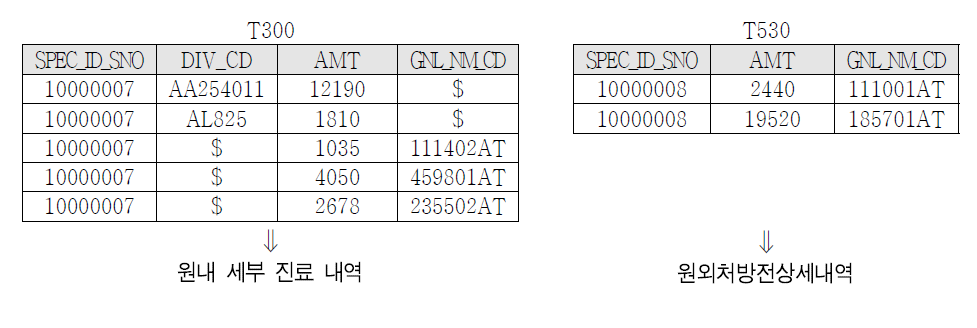 T300
SPEC_ID_SNO DIV_CD AMT GNL_NM_CD
10000007 AA254011 12190 $
10000007 AL825 1810 $
10000007 $ 1035 111402AT
10000007 $ 4050 459801AT
10000007 $ 2678 235502AT
⇓
원내 세부 진료 내역
T530
SPEC_ID_SNO AMT GNL_NM_CD
10000008 2440 111001AT
10000008 19520 185701AT
⇓
원외처방전상세내역